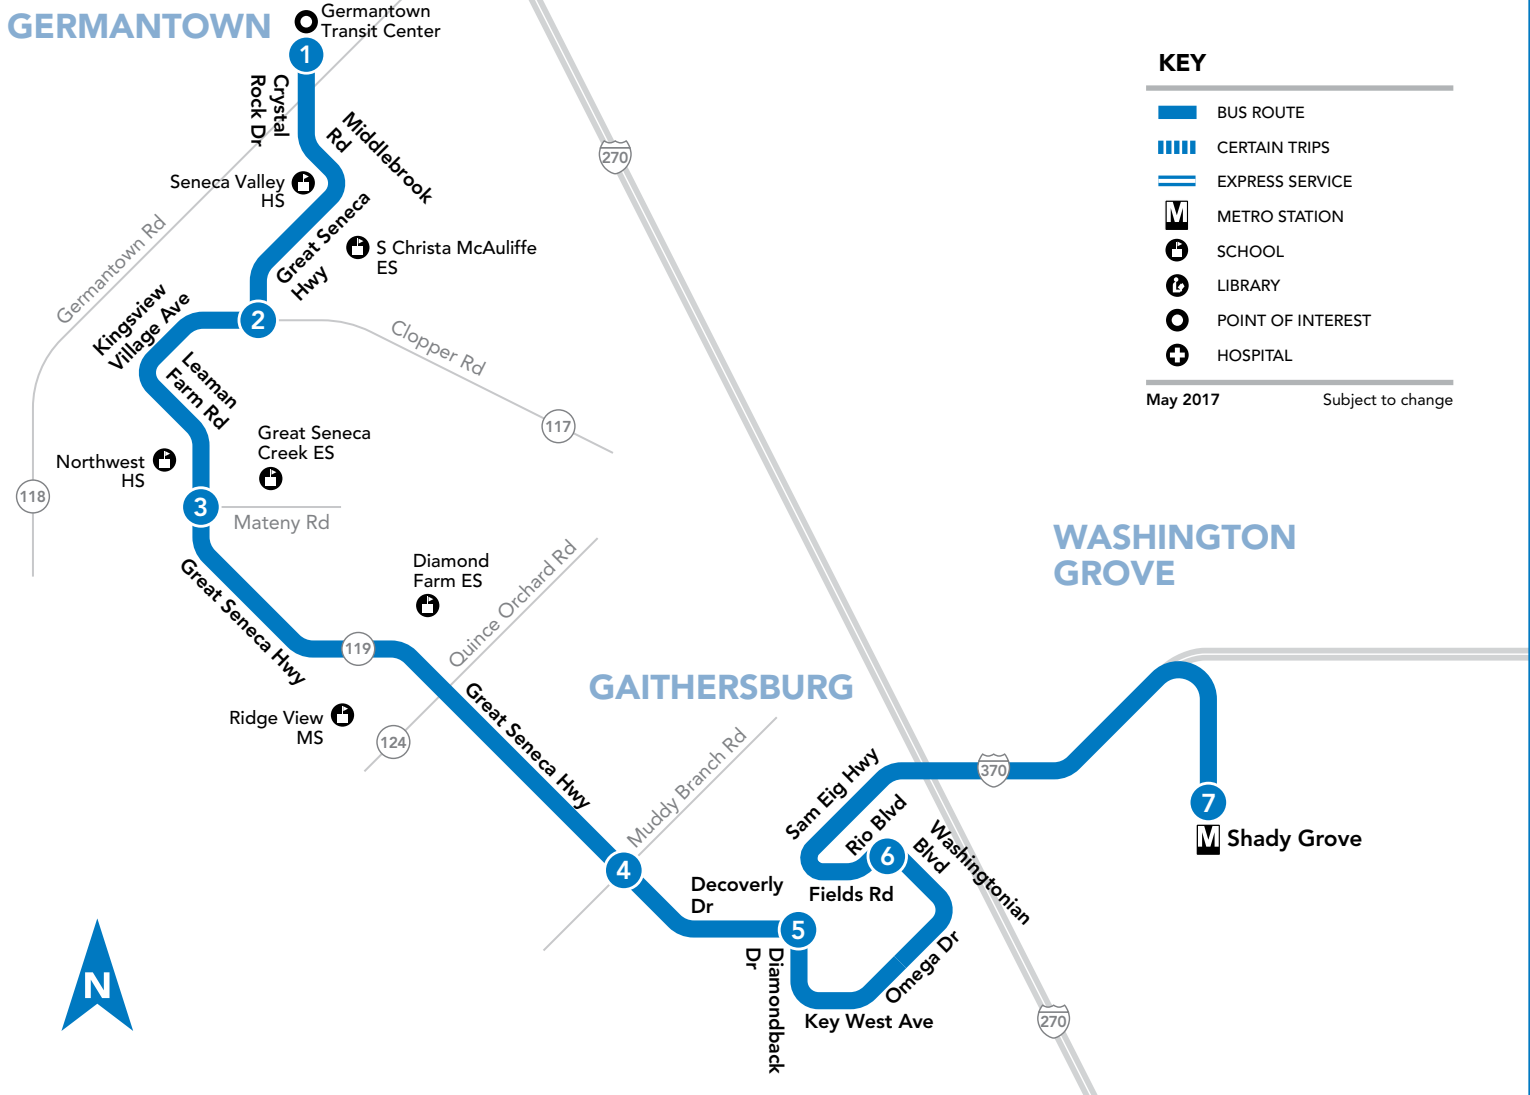 GERMANTOWN
Germantown
Transit Center
1
Crystal
Rock Dr
Middlebrook
Rd
Seneca Valley
HS
Great Seneca
Hwy
S Christa McAuliffe
ES
Germantown Rd
2
Kingsview
Village Ave
Clopper Rd
117
Leaman
Farm Rd
Great Seneca
Creek ES
Northwest
HS
118
3
Mateny Rd
Great Seneca Hwy
119
Diamond
Farm ES
Quince Orchard Rd
Ridge View
MS
124
Great Seneca Hwy
GAITHERSBURG
Muddy Branch Rd
4
Decoverly
Dr
5
Diamondback
Dr
Key West Ave
Omega Dr
Washingtonian
Blvd
6
Rio Blvd
Fields Rd
Sam Eig Hwy
370
270
270
WASHINGTON
GROVE
7
M Shady Grove
N
KEY
BUS ROUTE
CERTAIN TRIPS
EXPRESS SERVICE
M METRO STATION
SCHOOL
LIBRARY
POINT OF INTEREST
HOSPITAL
May 2017 Subject to change